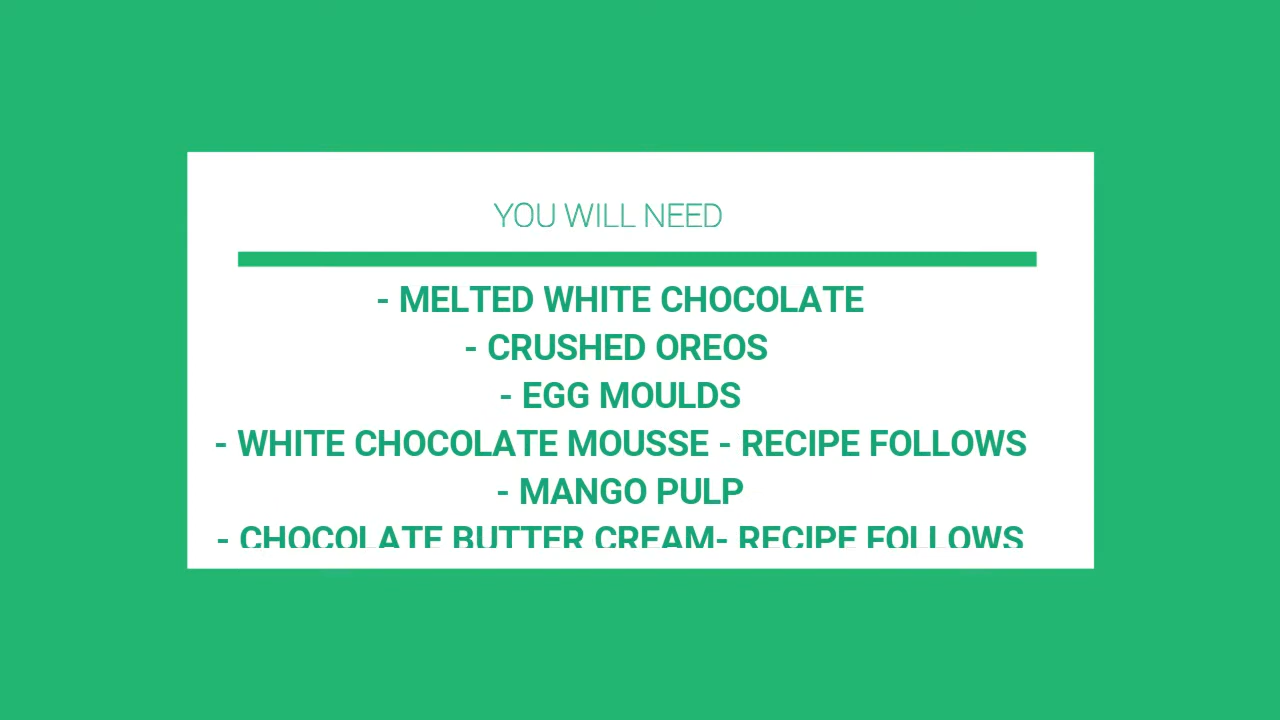 YOU WILL NEED
- MELTED WHITE CHOCOLATE
- CRUSHED OREOS
- EGG MOULDS
- WHITE CHOCOLATE MOUSSE - RECIPE FOLLOWS
- MANGO PULP
- CHOCOLATE BUTTER CREAM- RECIPE FOLLOWS